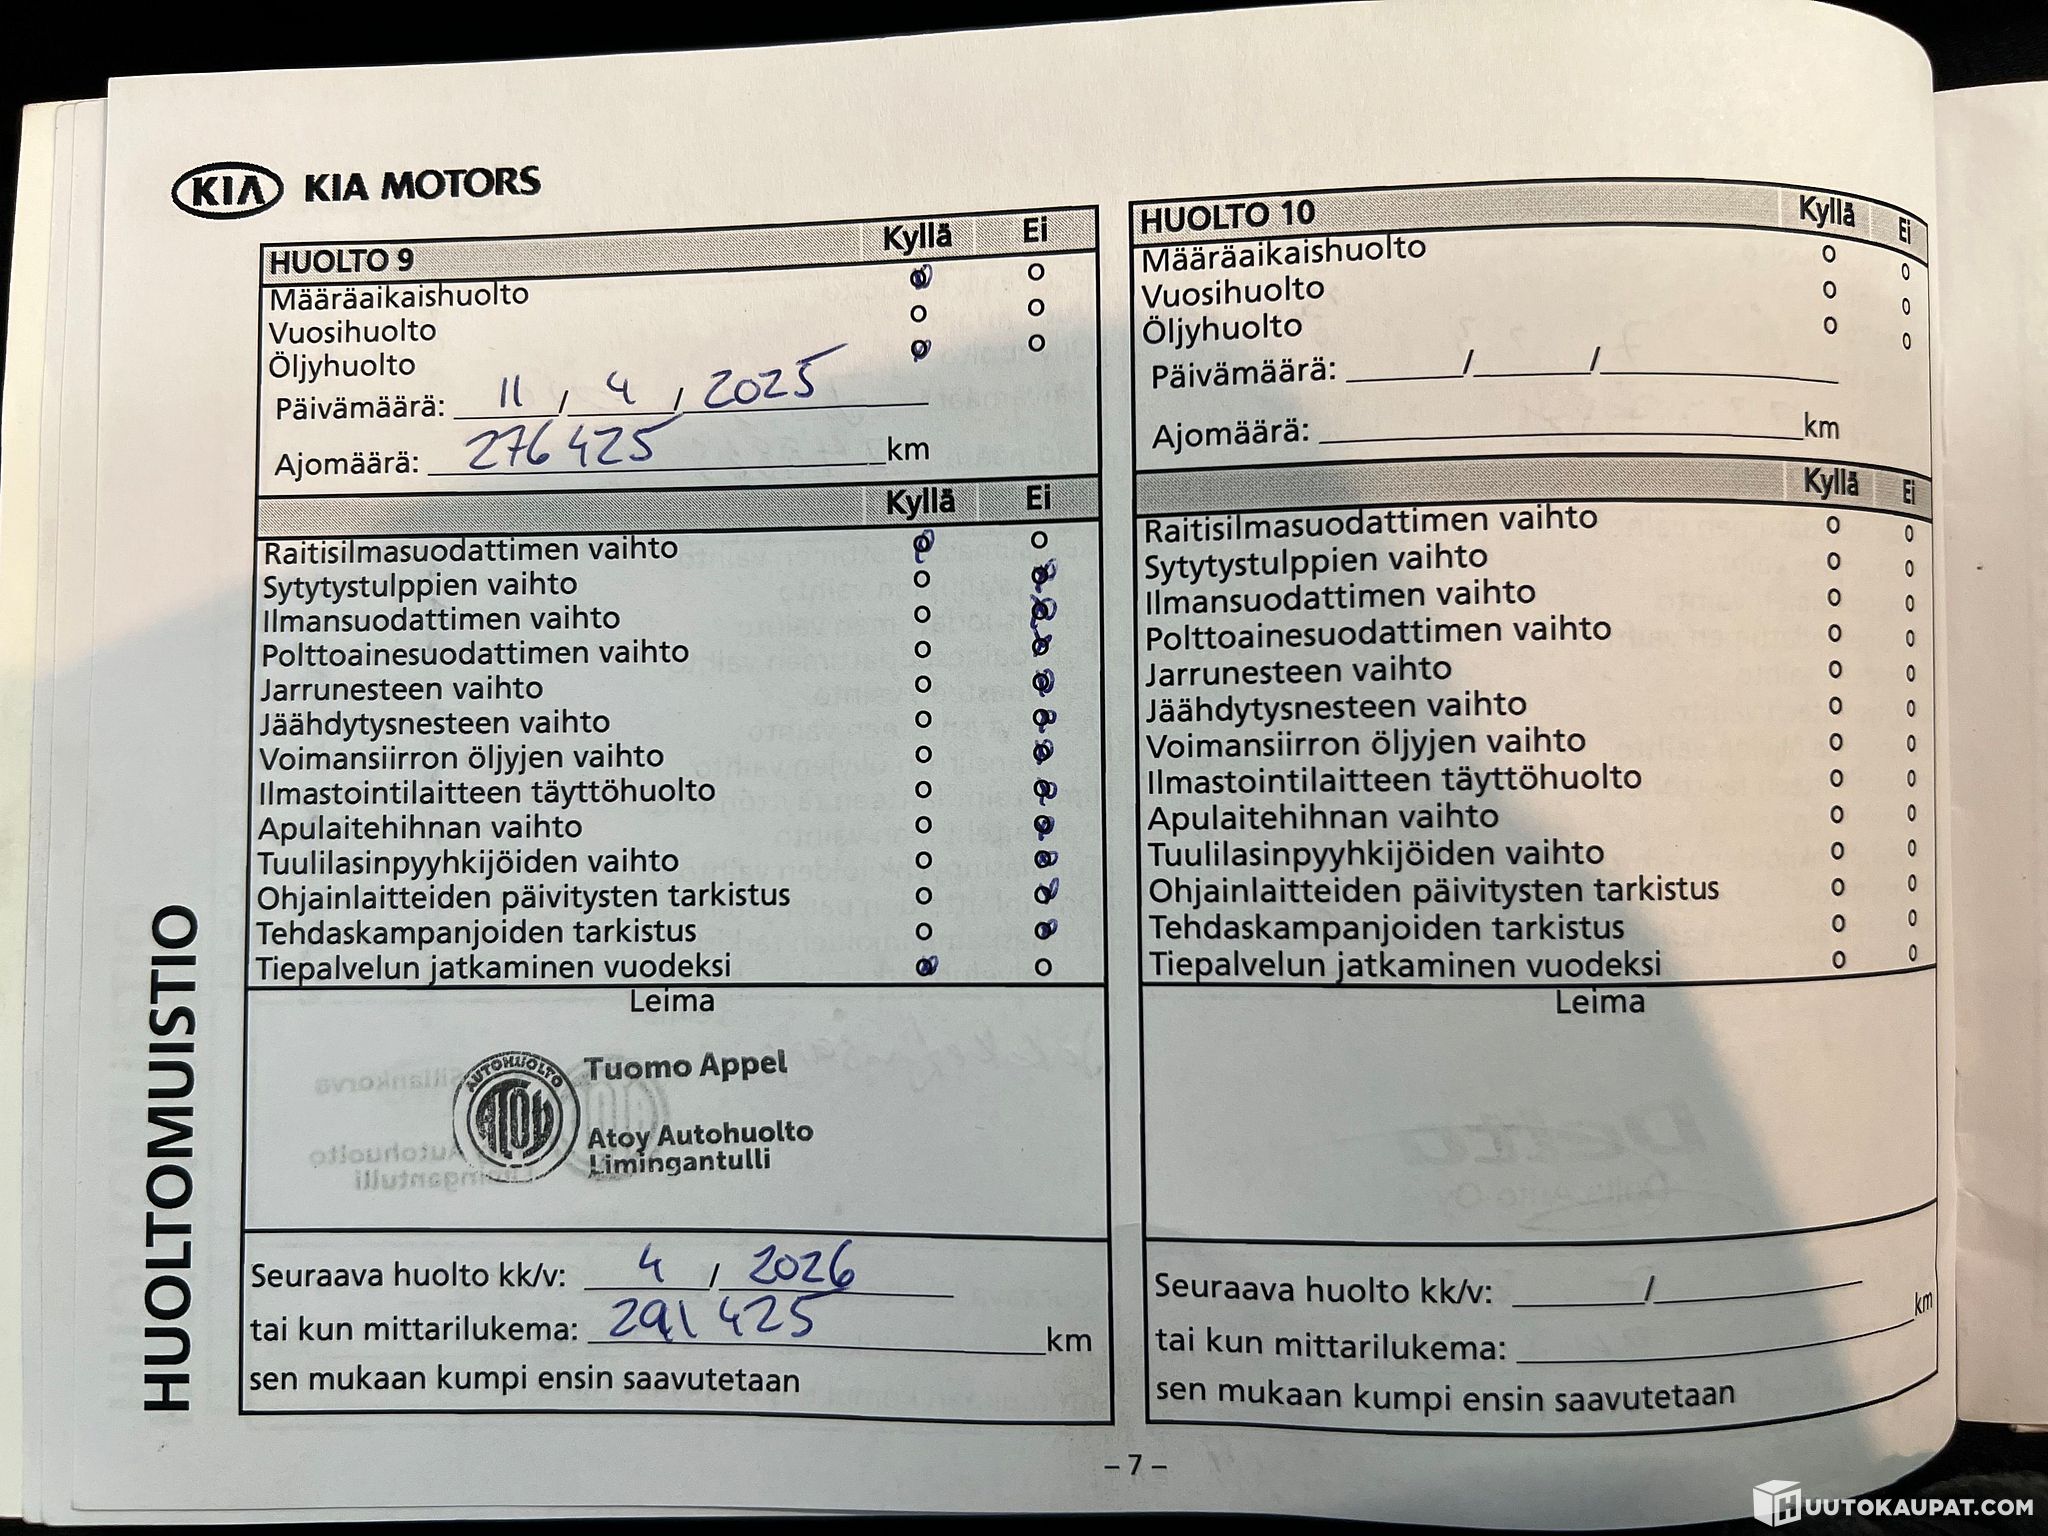 KIA KIA MOTORS
HUOLTOMUISTIO
HUOLTO 9 Kyllä Ei
Määräaikaishuolto o o
Vuosihuolto o o
Öljyhuolto o o
Päivämäärä: 11 / 4 / 2025
Ajomäärä: 276 425 km
Kyllä Ei
Raitisilmasuodattimen vaihto o o
Sytytystulppien vaihto o o
Ilmansuodattimen vaihto o o
Polttoainesuodattimen vaihto o o
Jarrunesteen vaihto o o
Jäähdytysnesteen vaihto o o
Voimansiirron öljyjen vaihto o o
Ilmastointilaitteen täyttöhuolto o o
Apulaitehihnan vaihto o o
Tuulilasinpyyhkijöiden vaihto o o
Ohjainlaitteiden päivitysten tarkistus o o
Tehdaskampanjoiden tarkistus o o
Tiepalvelun jatkaminen vuodeksi o o
Leima
AUTOHUOLTO
ATOY
Tuomo Appel
Atoy Autohuolto
Limingantulli
Seuraava huolto kk/v: 4 / 2026
tai kun mittarilukema: 291 425 km
sen mukaan kumpi ensin saavutetaan
HUOLTO 10 Kyllä Ei
Määräaikaishuolto o o
Vuosihuolto o o
Öljyhuolto o o
Päivämäärä: / /
Ajomäärä: km
Kyllä Ei
Raitisilmasuodattimen vaihto o o
Sytytystulppien vaihto o o
Ilmansuodattimen vaihto o o
Polttoainesuodattimen vaihto o o
Jarrunesteen vaihto o o
Jäähdytysnesteen vaihto o o
Voimansiirron öljyjen vaihto o o
Ilmastointilaitteen täyttöhuolto o o
Apulaitehihnan vaihto o o
Tuulilasinpyyhkijöiden vaihto o o
Ohjainlaitteiden päivitysten tarkistus o o
Tehdaskampanjoiden tarkistus o o
Tiepalvelun jatkaminen vuodeksi o o
Leima
Seuraava huolto kk/v: /
tai kun mittarilukema: km
sen mukaan kumpi ensin saavutetaan
– 7 –
HUUTOKAUPAT.COM